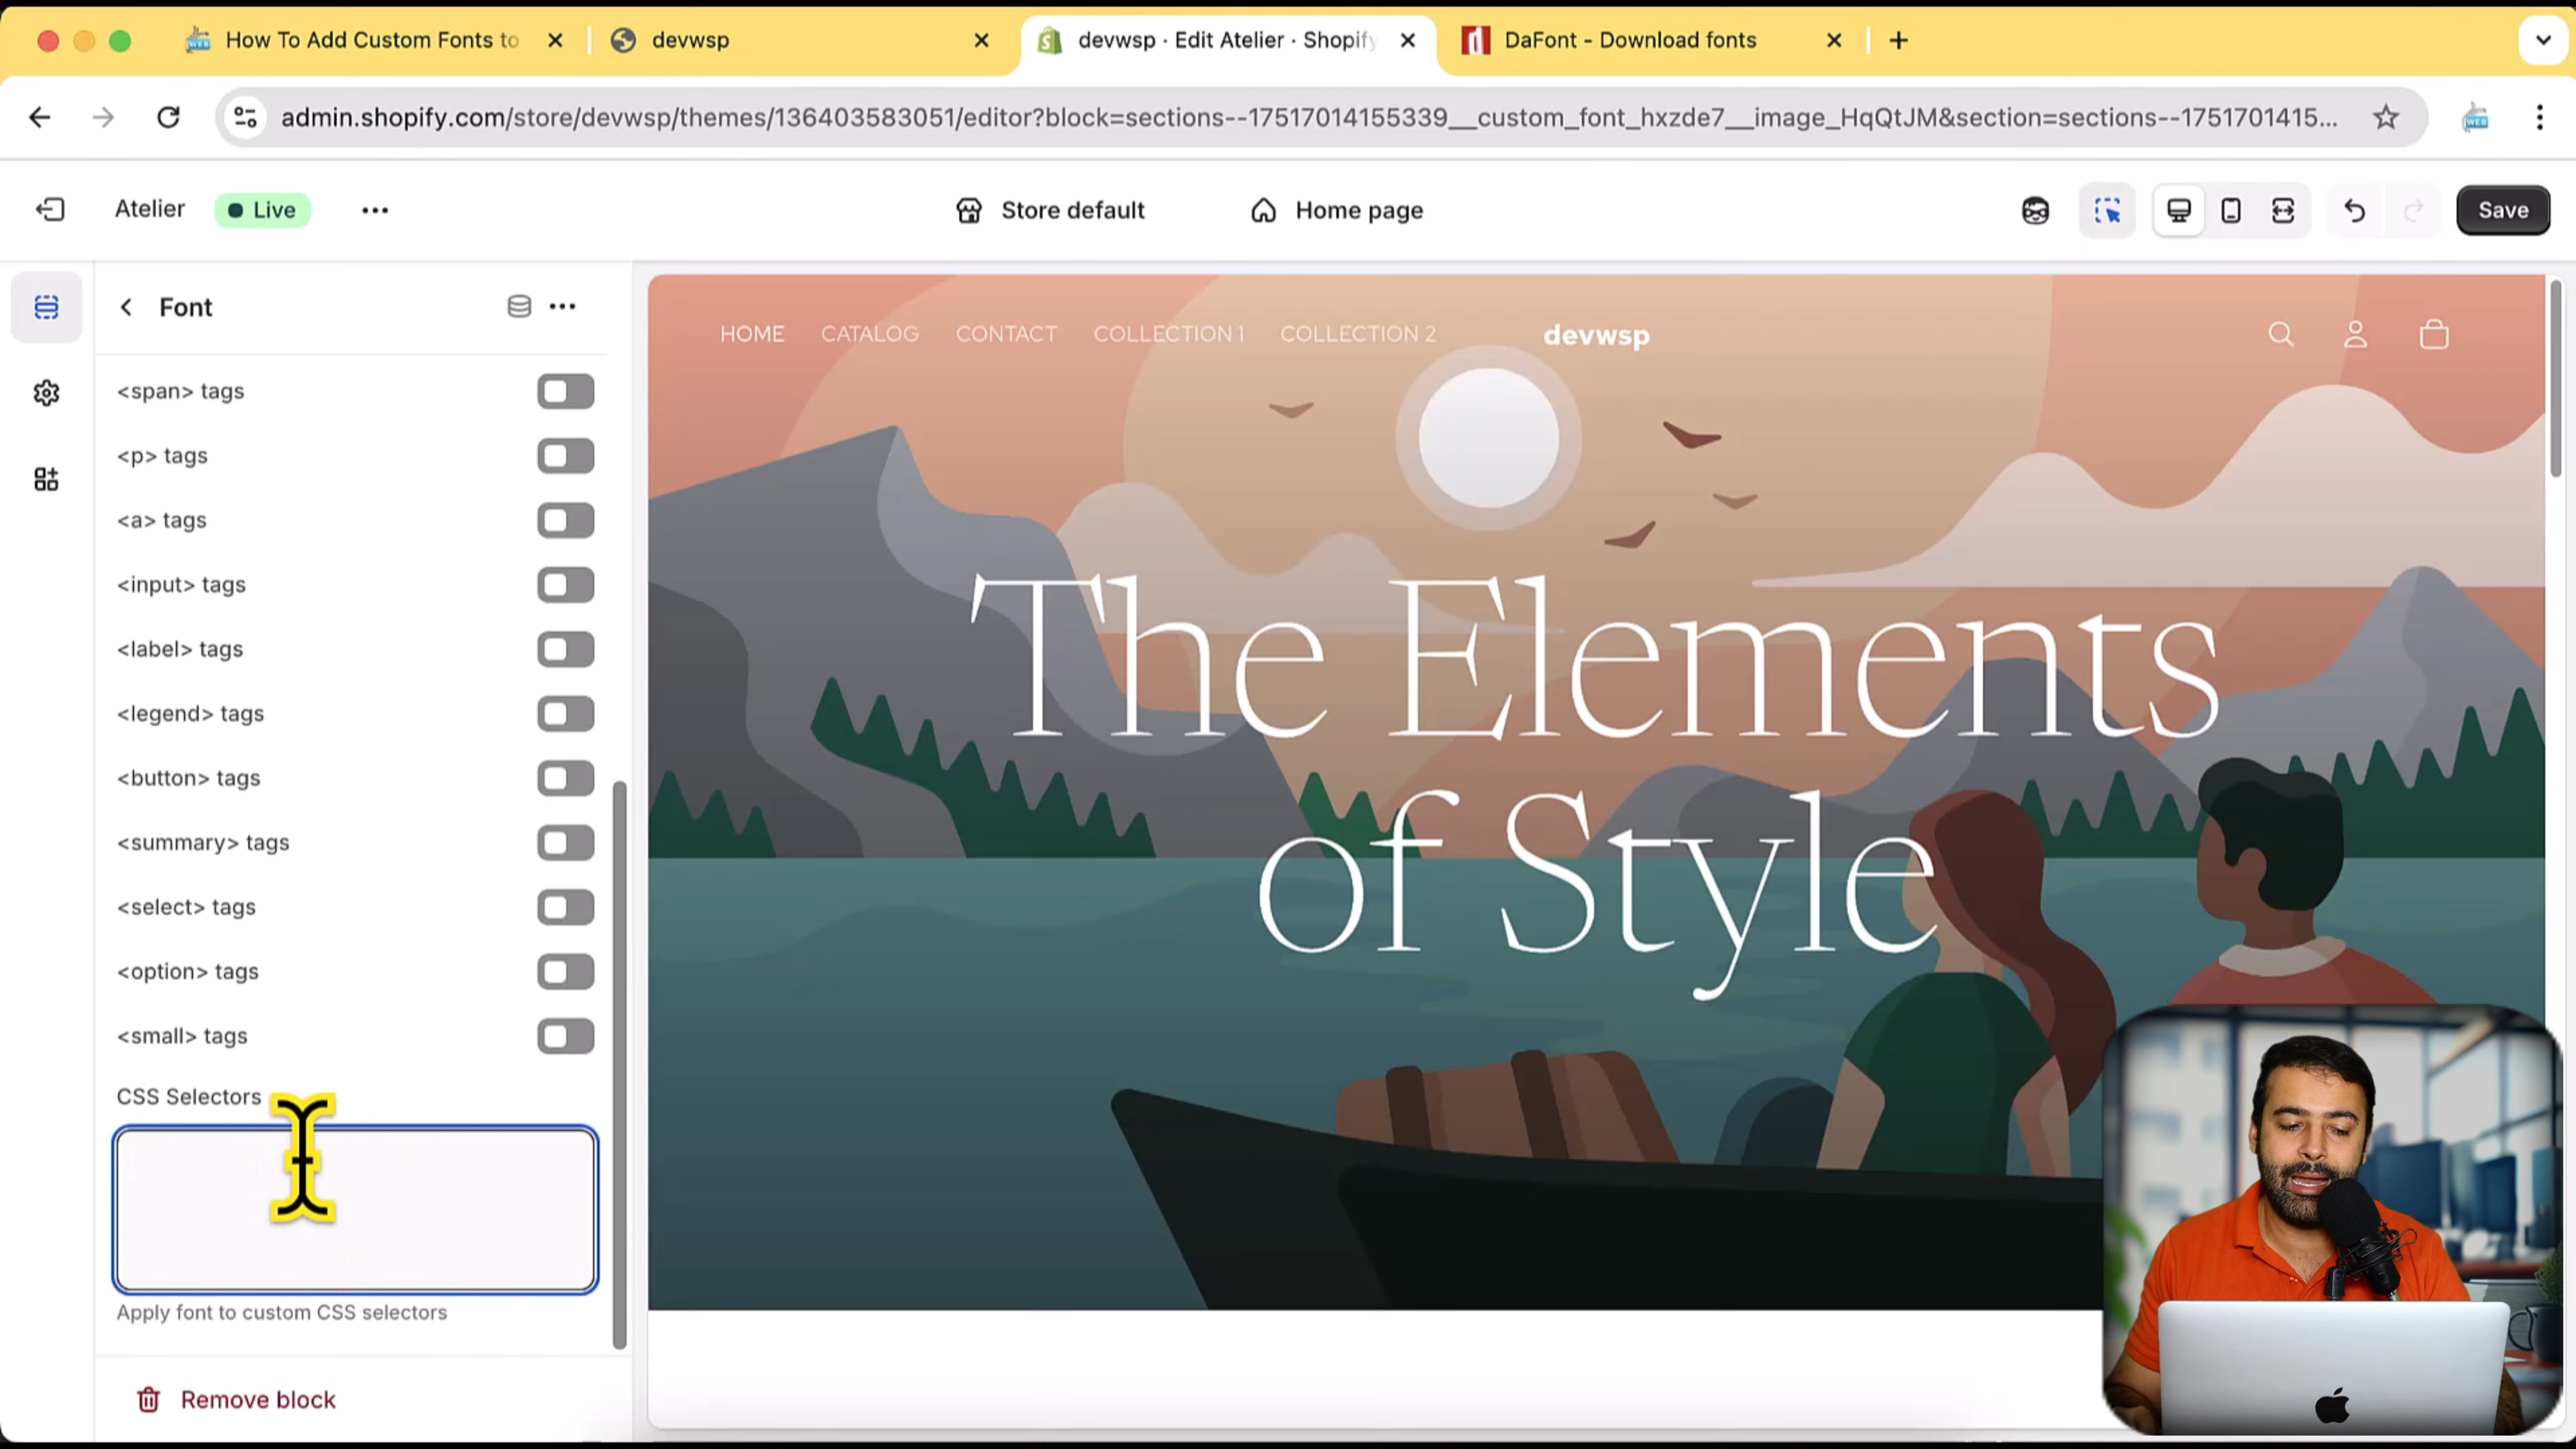 How To Add Custom Fonts to
devwsp
devwsp · Edit Atelier · Shopify
DaFont - Download fonts
admin.shopify.com/store/devwsp/themes/136403583051/editor?block=sections--17517014155339__custom_font_hxzde7__image_HqQtJM&section=sections--1751701415...
Atelier
Live
Store default
Home page
Save
Font
<span> tags
<p> tags
<a> tags
<input> tags
<label> tags
<legend> tags
<button> tags
<summary> tags
<select> tags
<option> tags
<small> tags
CSS Selectors
Apply font to custom CSS selectors
Remove block
HOME
CATALOG
CONTACT
COLLECTION 1
COLLECTION 2
devwsp
The Elements
of Style